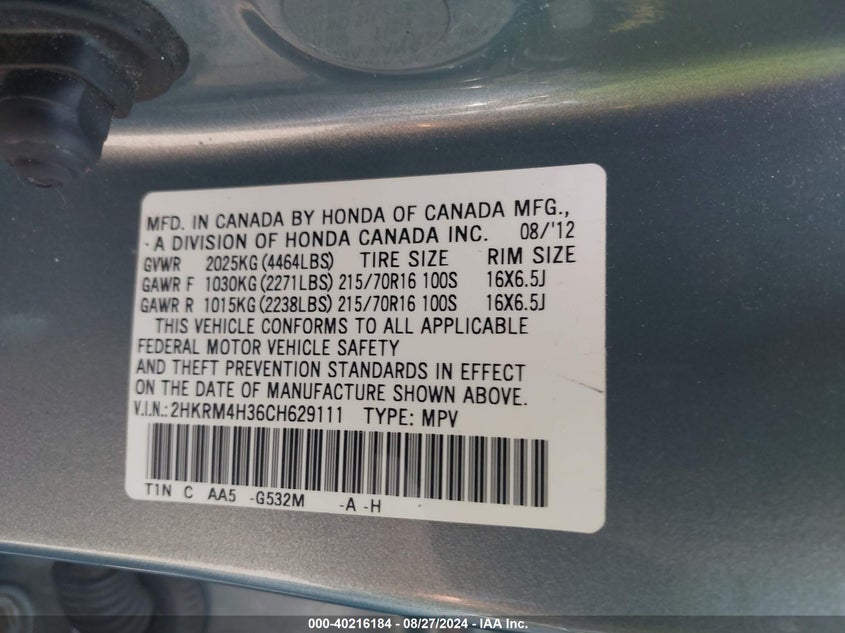 MFD. IN CANADA BY HONDA OF CANADA MFG.,
A DIVISION OF HONDA CANADA INC. 08/'12
GVWR 2025KG (4464LBS) TIRE SIZE RIM SIZE
GAWR F 1030KG (2271LBS) 215/70R16 100S 16X6.5J
GAWR R 1015KG (2238LBS) 215/70R16 100S 16X6.5J
THIS VEHICLE CONFORMS TO ALL APPLICABLE
FEDERAL MOTOR VEHICLE SAFETY
AND THEFT PREVENTION STANDARDS IN EFFECT
ON THE DATE OF MANUFACTURE SHOWN ABOVE.
V.I.N.: 2HKRM4H36CH629111 TYPE: MPV
T1N C AA5 -G532M -A -H
000-40216184 / 08/27/2024 - IAA Inc.